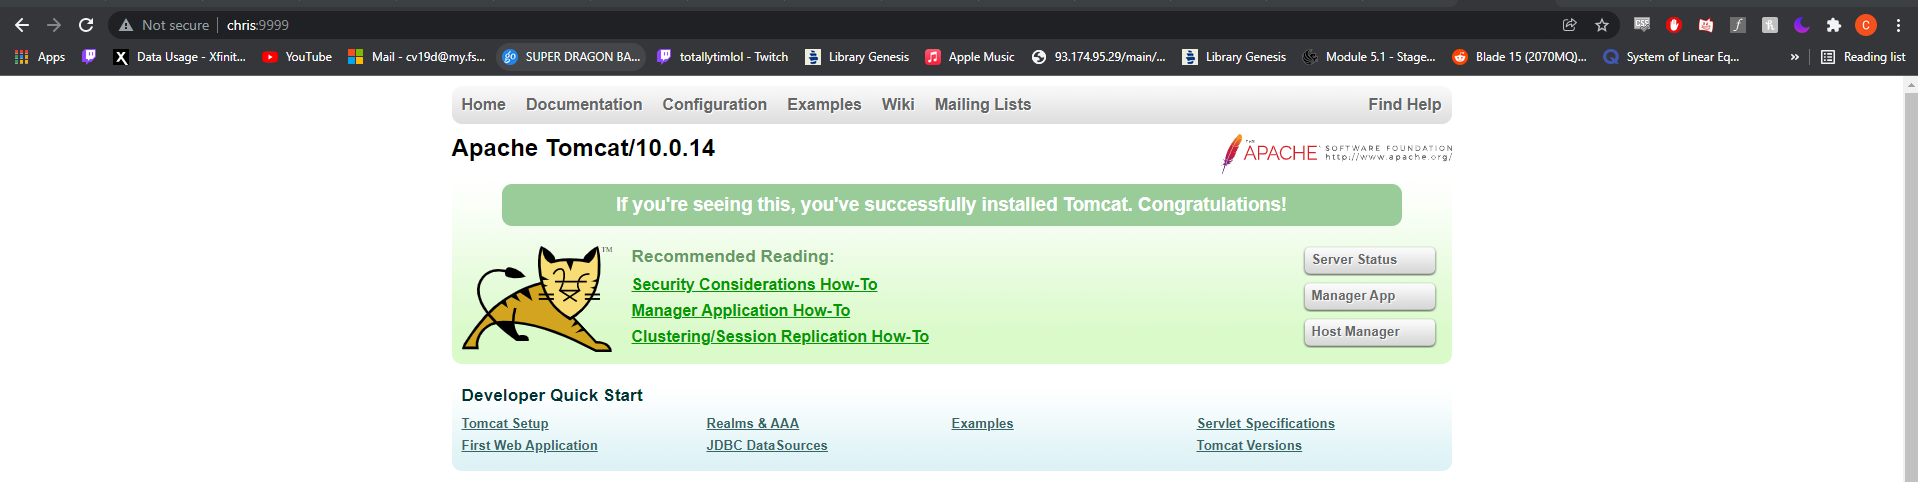 Not secure | chris:9999
Apps
Data Usage - Xfinit...
YouTube
Mail - cv19d@my.fs...
SUPER DRAGON BA...
totallytimlol - Twitch
Library Genesis
Apple Music
93.174.95.29/main/...
Library Genesis
Module 5.1 - Stage...
Blade 15 (2070MQ)...
System of Linear Eq...
»
Reading list
Home Documentation Configuration Examples Wiki Mailing Lists Find Help
Apache Tomcat/10.0.14
THE
APACHE
SOFTWARE FOUNDATION
http://www.apache.org/
If you're seeing this, you've successfully installed Tomcat. Congratulations!
TM
Recommended Reading:
Security Considerations How-To
Manager Application How-To
Clustering/Session Replication How-To
Server Status
Manager App
Host Manager
Developer Quick Start
Tomcat Setup
First Web Application
Realms & AAA
JDBC DataSources
Examples
Servlet Specifications
Tomcat Versions